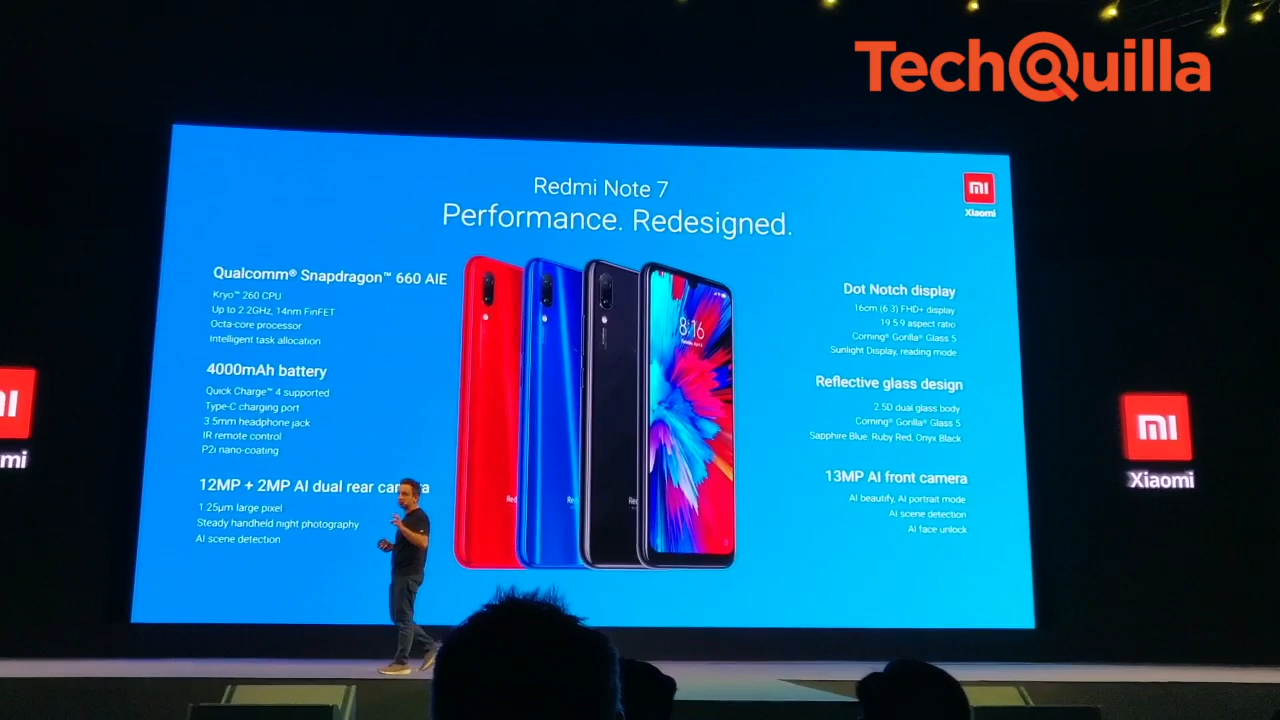 TechQuilla
Redmi Note 7
Performance. Redesigned.
mi
Xiaomi
Qualcomm® Snapdragon™ 660 AIE
Kryo™ 260 CPU
Up to 2.2GHz, 14nm FinFET
Octa-core processor
Intelligent task allocation
4000mAh battery
Quick Charge™ 4 supported
Type-C charging port
3.5mm headphone jack
IR remote control
P2i nano-coating
12MP + 2MP AI dual rear camera
1.25µm large pixel
Steady handheld night photography
AI scene detection
8:16
Redmi
Redmi
Redmi
Dot Notch display
16cm (6.3) FHD+ display
19.5:9 aspect ratio
Corning® Gorilla® Glass 5
Sunlight Display, reading mode
Reflective glass design
2.5D dual glass body
Corning® Gorilla® Glass 5
Sapphire Blue, Ruby Red, Onyx Black
13MP AI front camera
AI beautify, AI portrait mode
AI scene detection
AI face unlock
mi
mi
Xiaomi